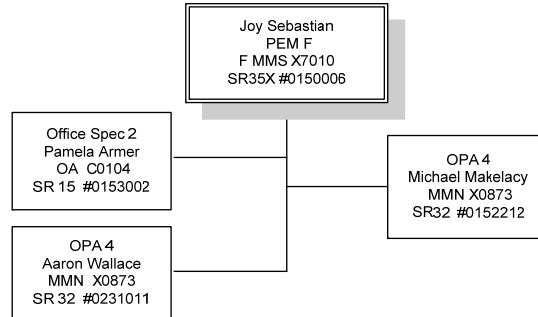 Joy Sebastian
PEM F
F MMS X7010
SR35X #0150006
Office Spec 2
Pamela Armer
OA C0104
SR 15 #0153002
OPA 4
Michael Makelacy
MMN X0873
SR32 #0152212
OPA 4
Aaron Wallace
MMN X0873
SR 32 #0231011